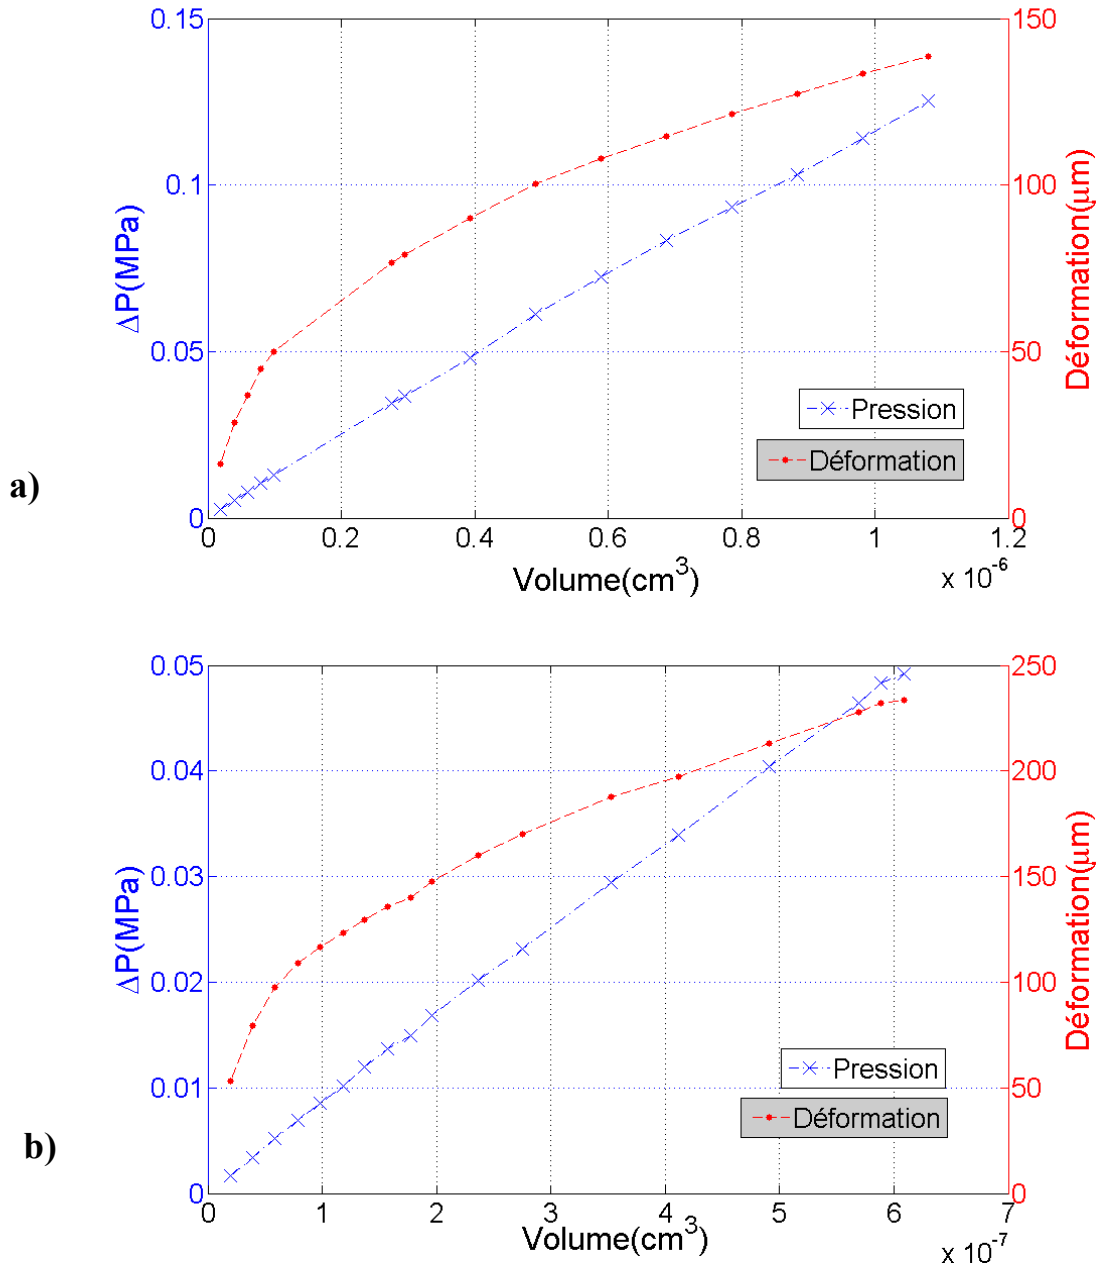 a)
ΔP(MPa)
0.15
0.1
0.05
0
150
100
50
0
Déformation(μm)
Pression
Déformation
0 0.2 0.4 0.6 0.8 1 1.2
Volume(cm³)
x 10⁻⁶
b)
ΔP(MPa)
0.05
0.04
0.03
0.02
0.01
0
250
200
150
100
50
0
Déformation(μm)
Pression
Déformation
0 1 2 3 4 5 6 7
Volume(cm³)
x 10⁻⁷